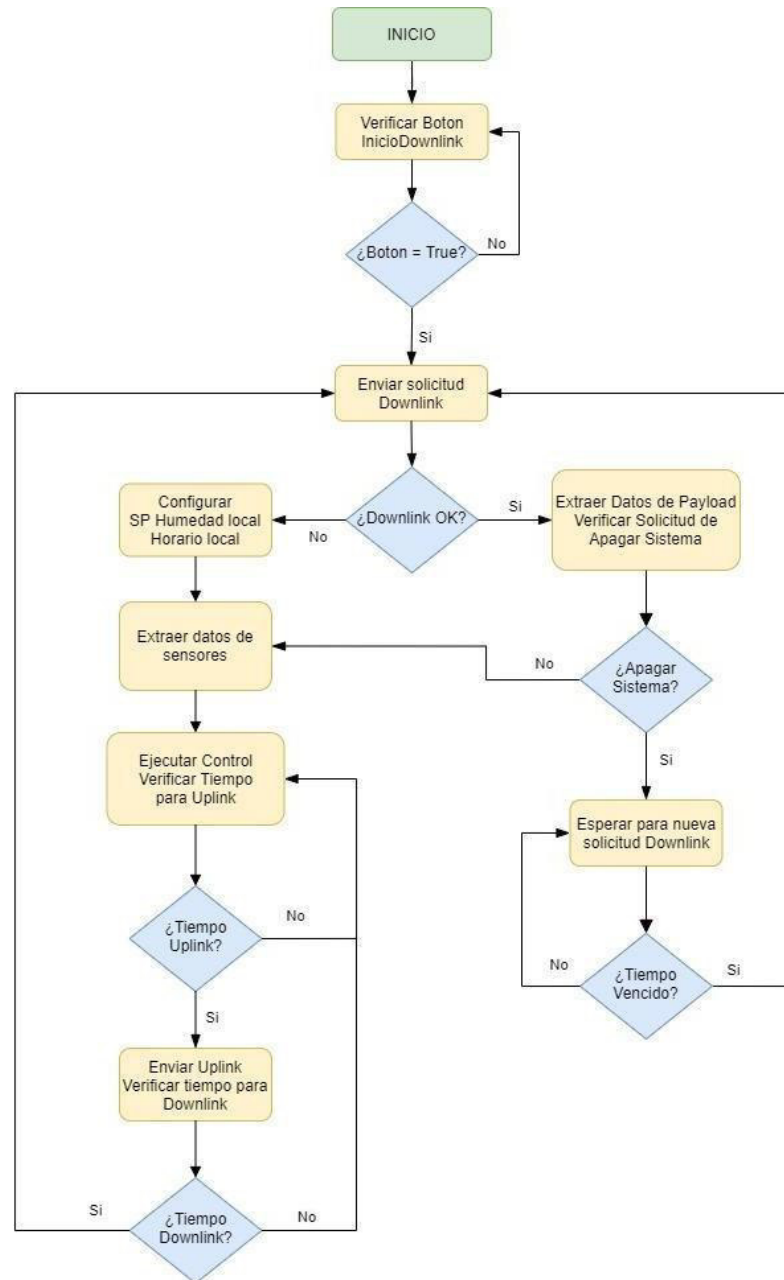 INICIO
Verificar Boton
InicioDownlink
¿Boton = True?
No
Si
Enviar solicitud
Downlink
¿Downlink OK?
No
Si
Configurar
SP Humedad local
Horario local
Extraer Datos de Payload
Verificar Solicitud de
Apagar Sistema
Extraer datos de
sensores
No
¿Apagar
Sistema?
Si
Ejecutar Control
Verificar Tiempo
para Uplink
Esperar para nueva
solicitud Downlink
¿Tiempo
Uplink?
No
Si
No
¿Tiempo
Vencido?
Si
Enviar Uplink
Verificar tiempo para
Downlink
Si
¿Tiempo
Downlink?
No